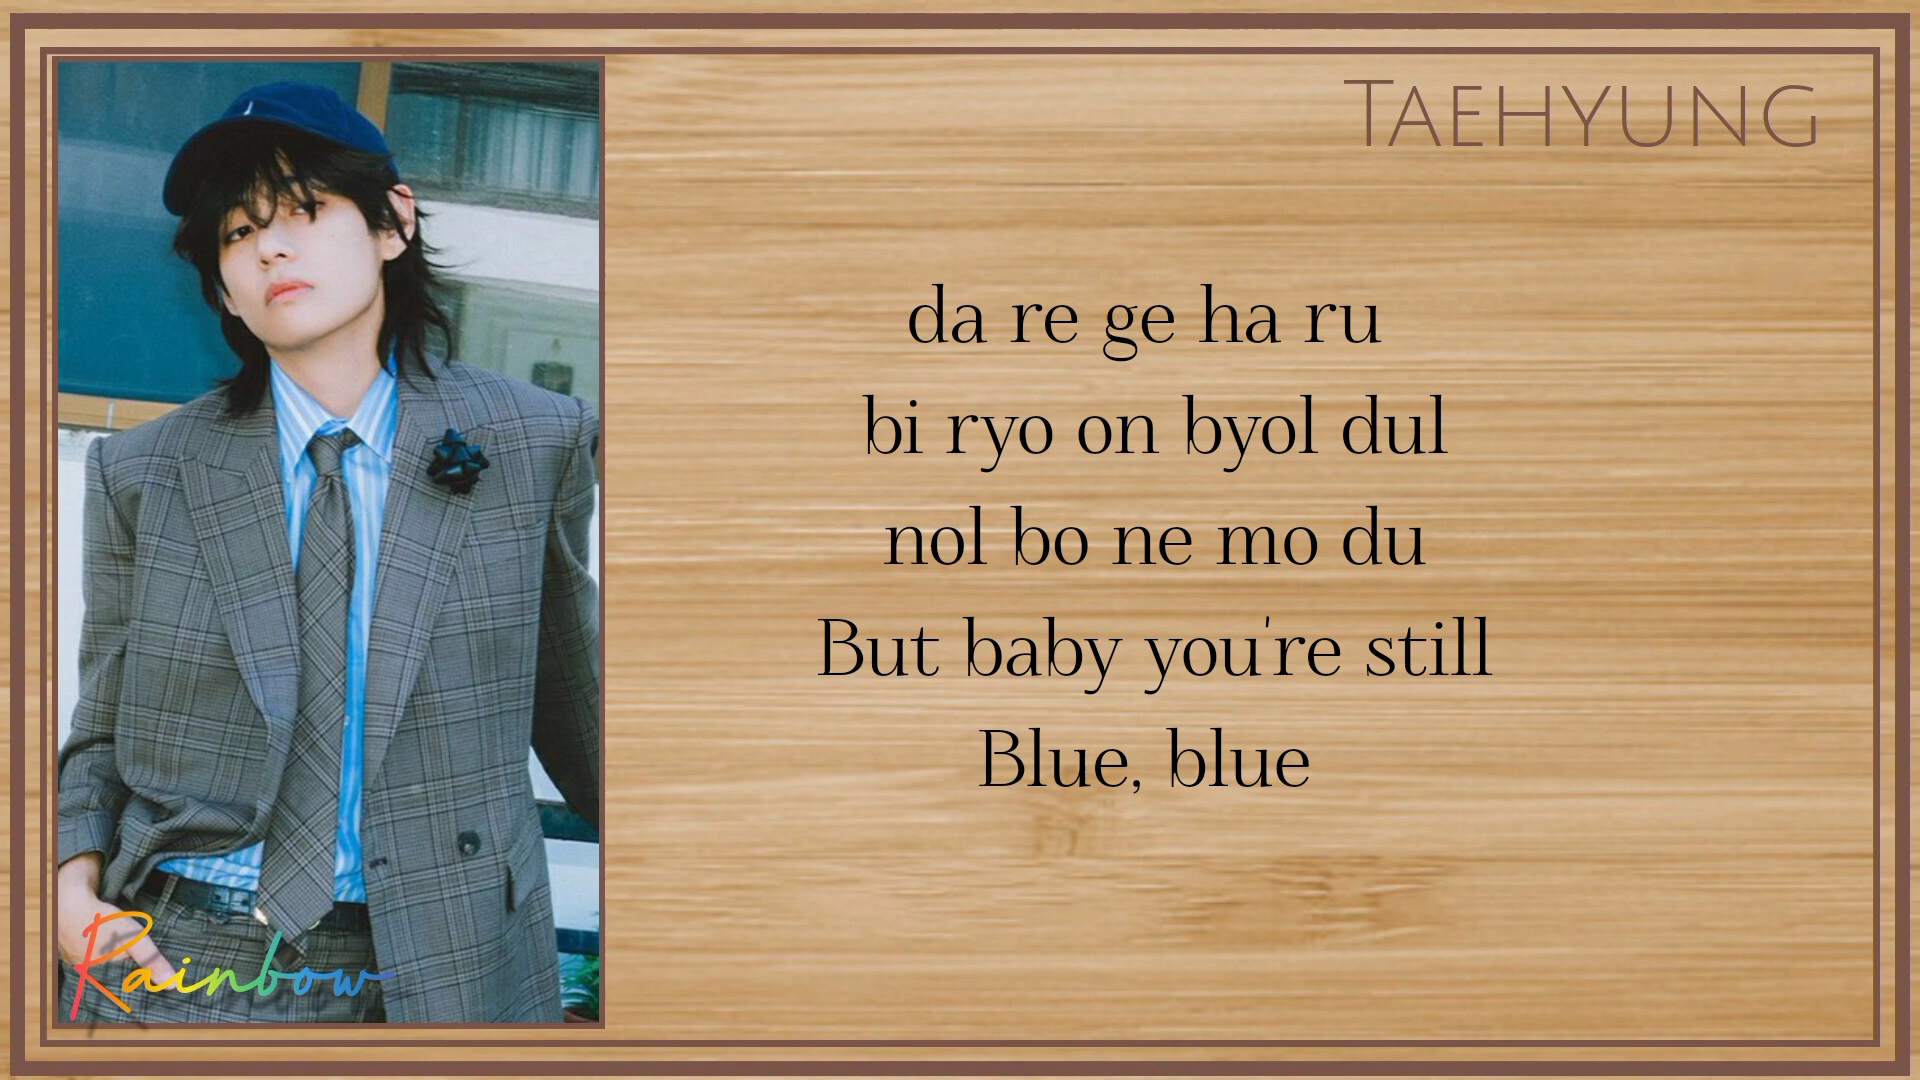 TAEHYUNG
da re ge ha ru
bi ryo on byol dul
nol bo ne mo du
But baby you're still
Blue, blue
Rainbow